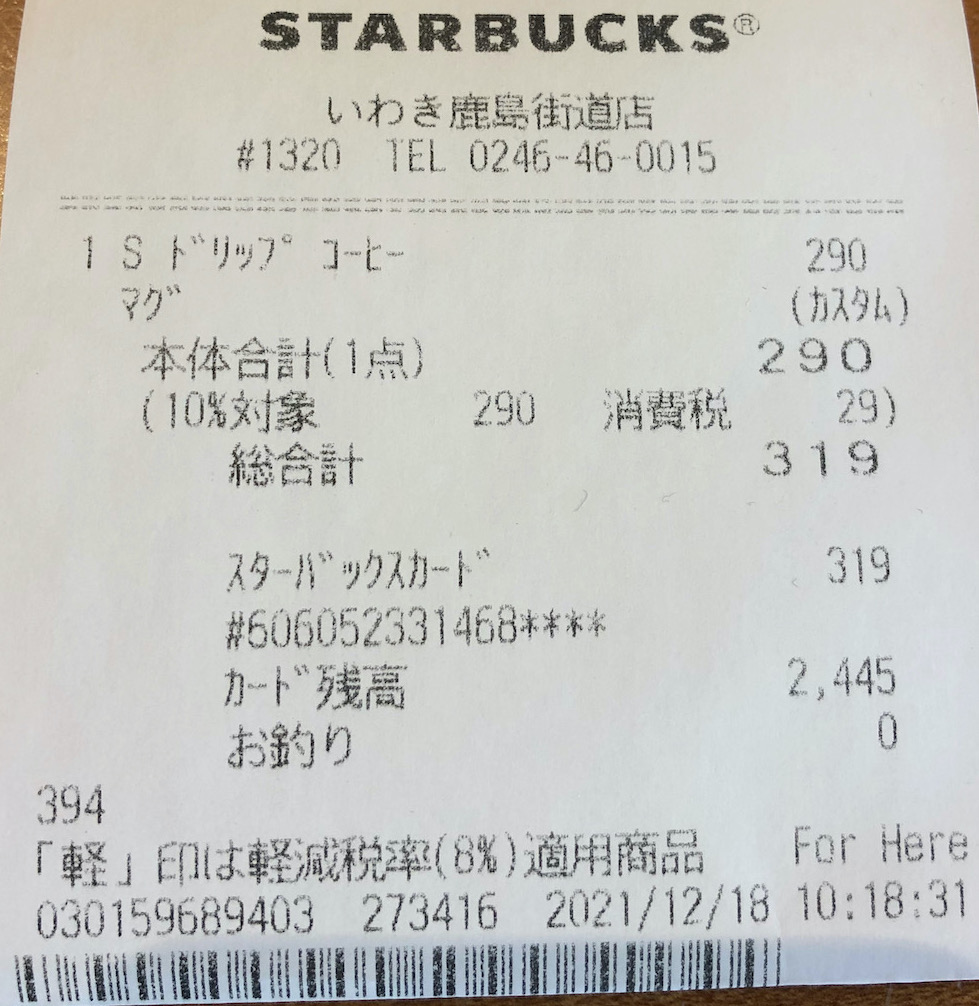 STARBUCKS®
いわき鹿島街道店
#1320 TEL 0246-46-0015
1 S ﾄﾞﾘｯﾌﾟ ｺｰﾋｰ 290
ﾏｸﾞ (ｶｽﾀﾑ)
本体合計(1点) 290
(10%対象 290 消費税 29)
総合計 319
ｽﾀｰﾊﾞｯｸｽｶｰﾄﾞ 319
#606052331468****
ｶｰﾄﾞ残高 2,445
お釣り 0
394
「軽」印は軽減税率(8%)適用商品 For Here
030159689403 273416 2021/12/18 10:18:31